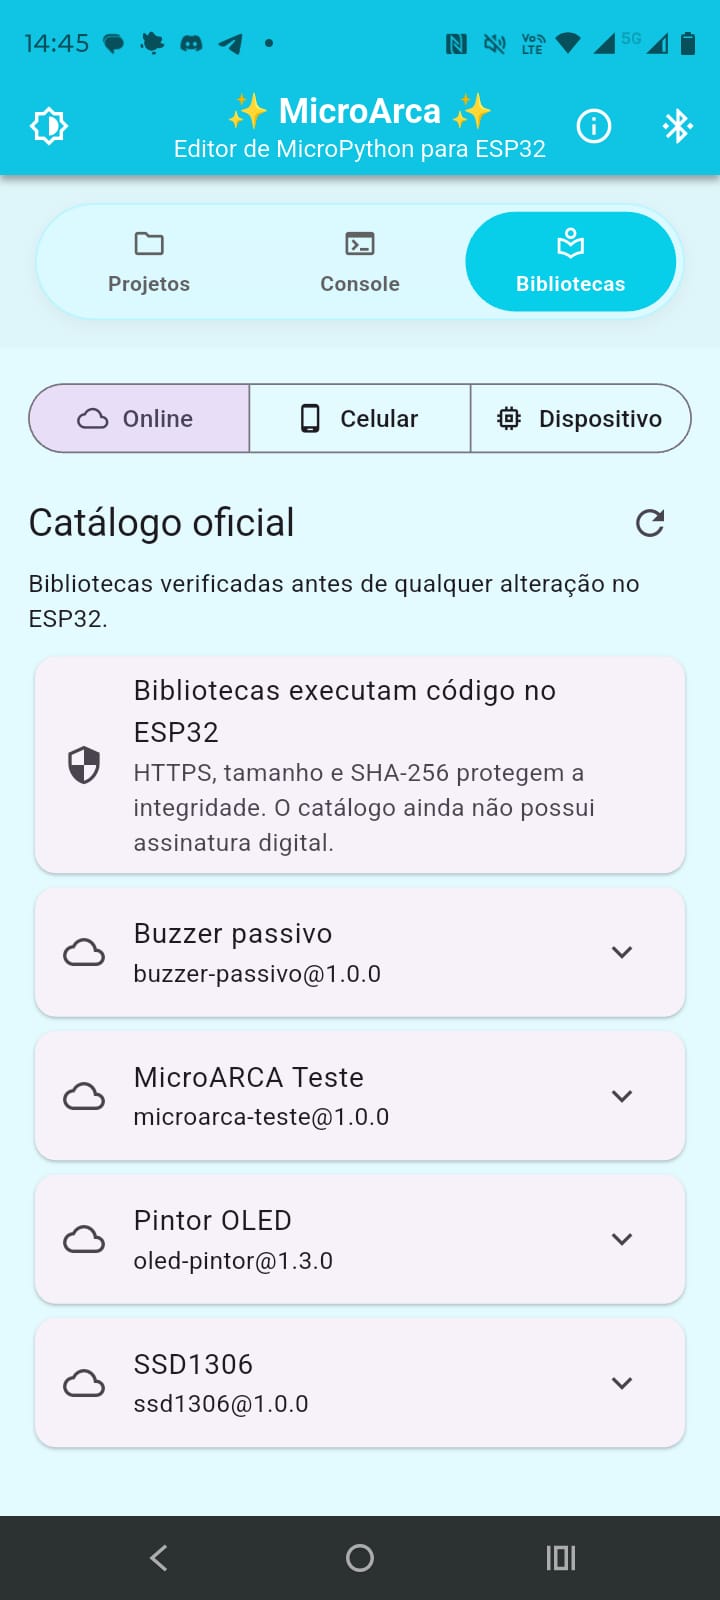 14:45
Vo)) LTE
5G
✨ MicroArca ✨
Editor de MicroPython para ESP32
Projetos
Console
Bibliotecas
Online
Celular
Dispositivo
Catálogo oficial
Bibliotecas verificadas antes de qualquer alteração no
ESP32.
Bibliotecas executam código no
ESP32
HTTPS, tamanho e SHA-256 protegem a
integridade. O catálogo ainda não possui
assinatura digital.
Buzzer passivo
buzzer-passivo@1.0.0
MicroARCA Teste
microarca-teste@1.0.0
Pintor OLED
oled-pintor@1.3.0
SSD1306
ssd1306@1.0.0